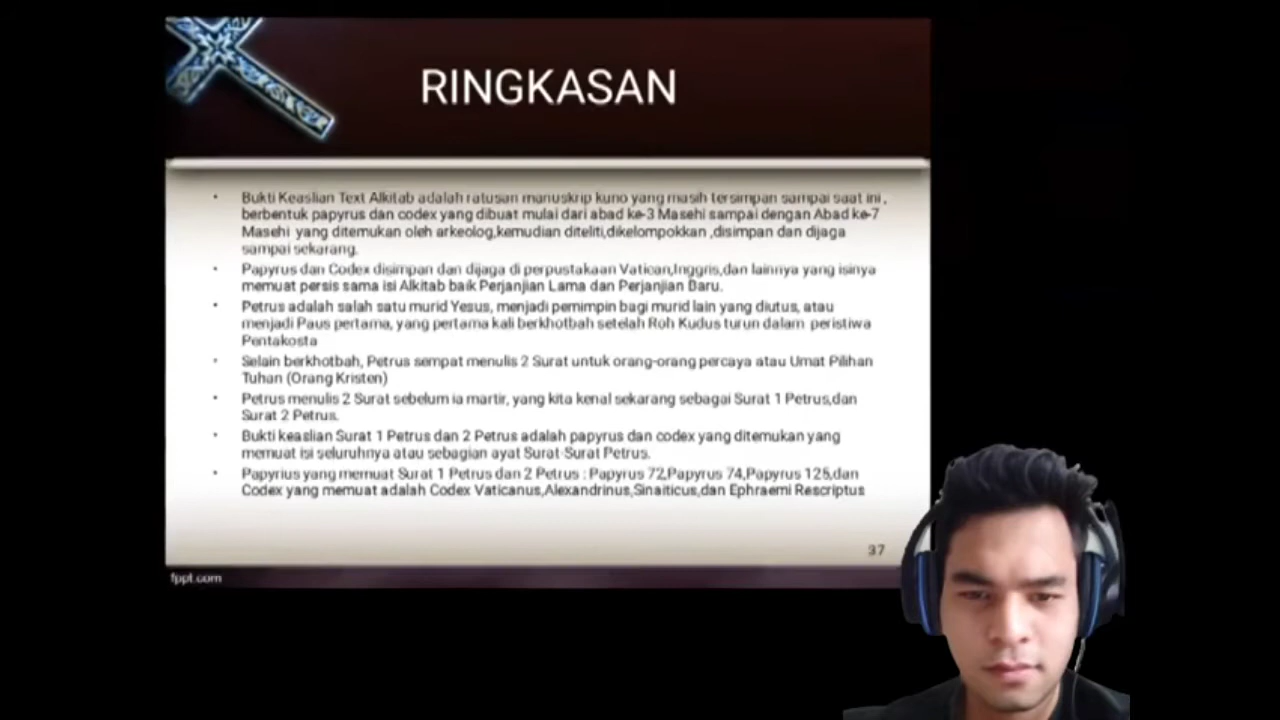 RINGKASAN
• Bukti Keaslian Text Alkitab adalah ratusan manuskrip kuno yang masih tersimpan sampai saat ini,
berbentuk papyrus dan codex yang dibuat mulai dari abad ke-3 Masehi sampai dengan Abad ke-7
Masehi yang ditemukan oleh arkeolog,kemudian diteliti,dikelompokkan ,disimpan dan dijaga
sampai sekarang.
• Papyrus dan Codex disimpan dan dijaga di perpustakaan Vatican,Inggris,dan lainnya yang isinya
memuat persis sama isi Alkitab baik Perjanjian Lama dan Perjanjian Baru.
• Petrus adalah salah satu murid Yesus, menjadi pemimpin bagi murid lain yang diutus, atau
menjadi Paus pertama, yang pertama kali berkhotbah setelah Roh Kudus turun dalam peristiwa
Pentakosta
• Selain berkhotbah, Petrus sempat menulis 2 Surat untuk orang-orang percaya atau Umat Pilihan
Tuhan (Orang Kristen)
• Petrus menulis 2 Surat sebelum ia martir, yang kita kenal sekarang sebagai Surat 1 Petrus,dan
Surat 2 Petrus.
• Bukti keaslian Surat 1 Petrus dan 2 Petrus adalah papyrus dan codex yang ditemukan yang
memuat isi seluruhnya atau sebagian ayat Surat-Surat Petrus.
• Papyrius yang memuat Surat 1 Petrus dan 2 Petrus : Papyrus 72,Papyrus 74,Papyrus 125,dan
Codex yang memuat adalah Codex Vaticanus,Alexandrinus,Sinaiticus,dan Ephraemi Rescriptus
37
fppt.com